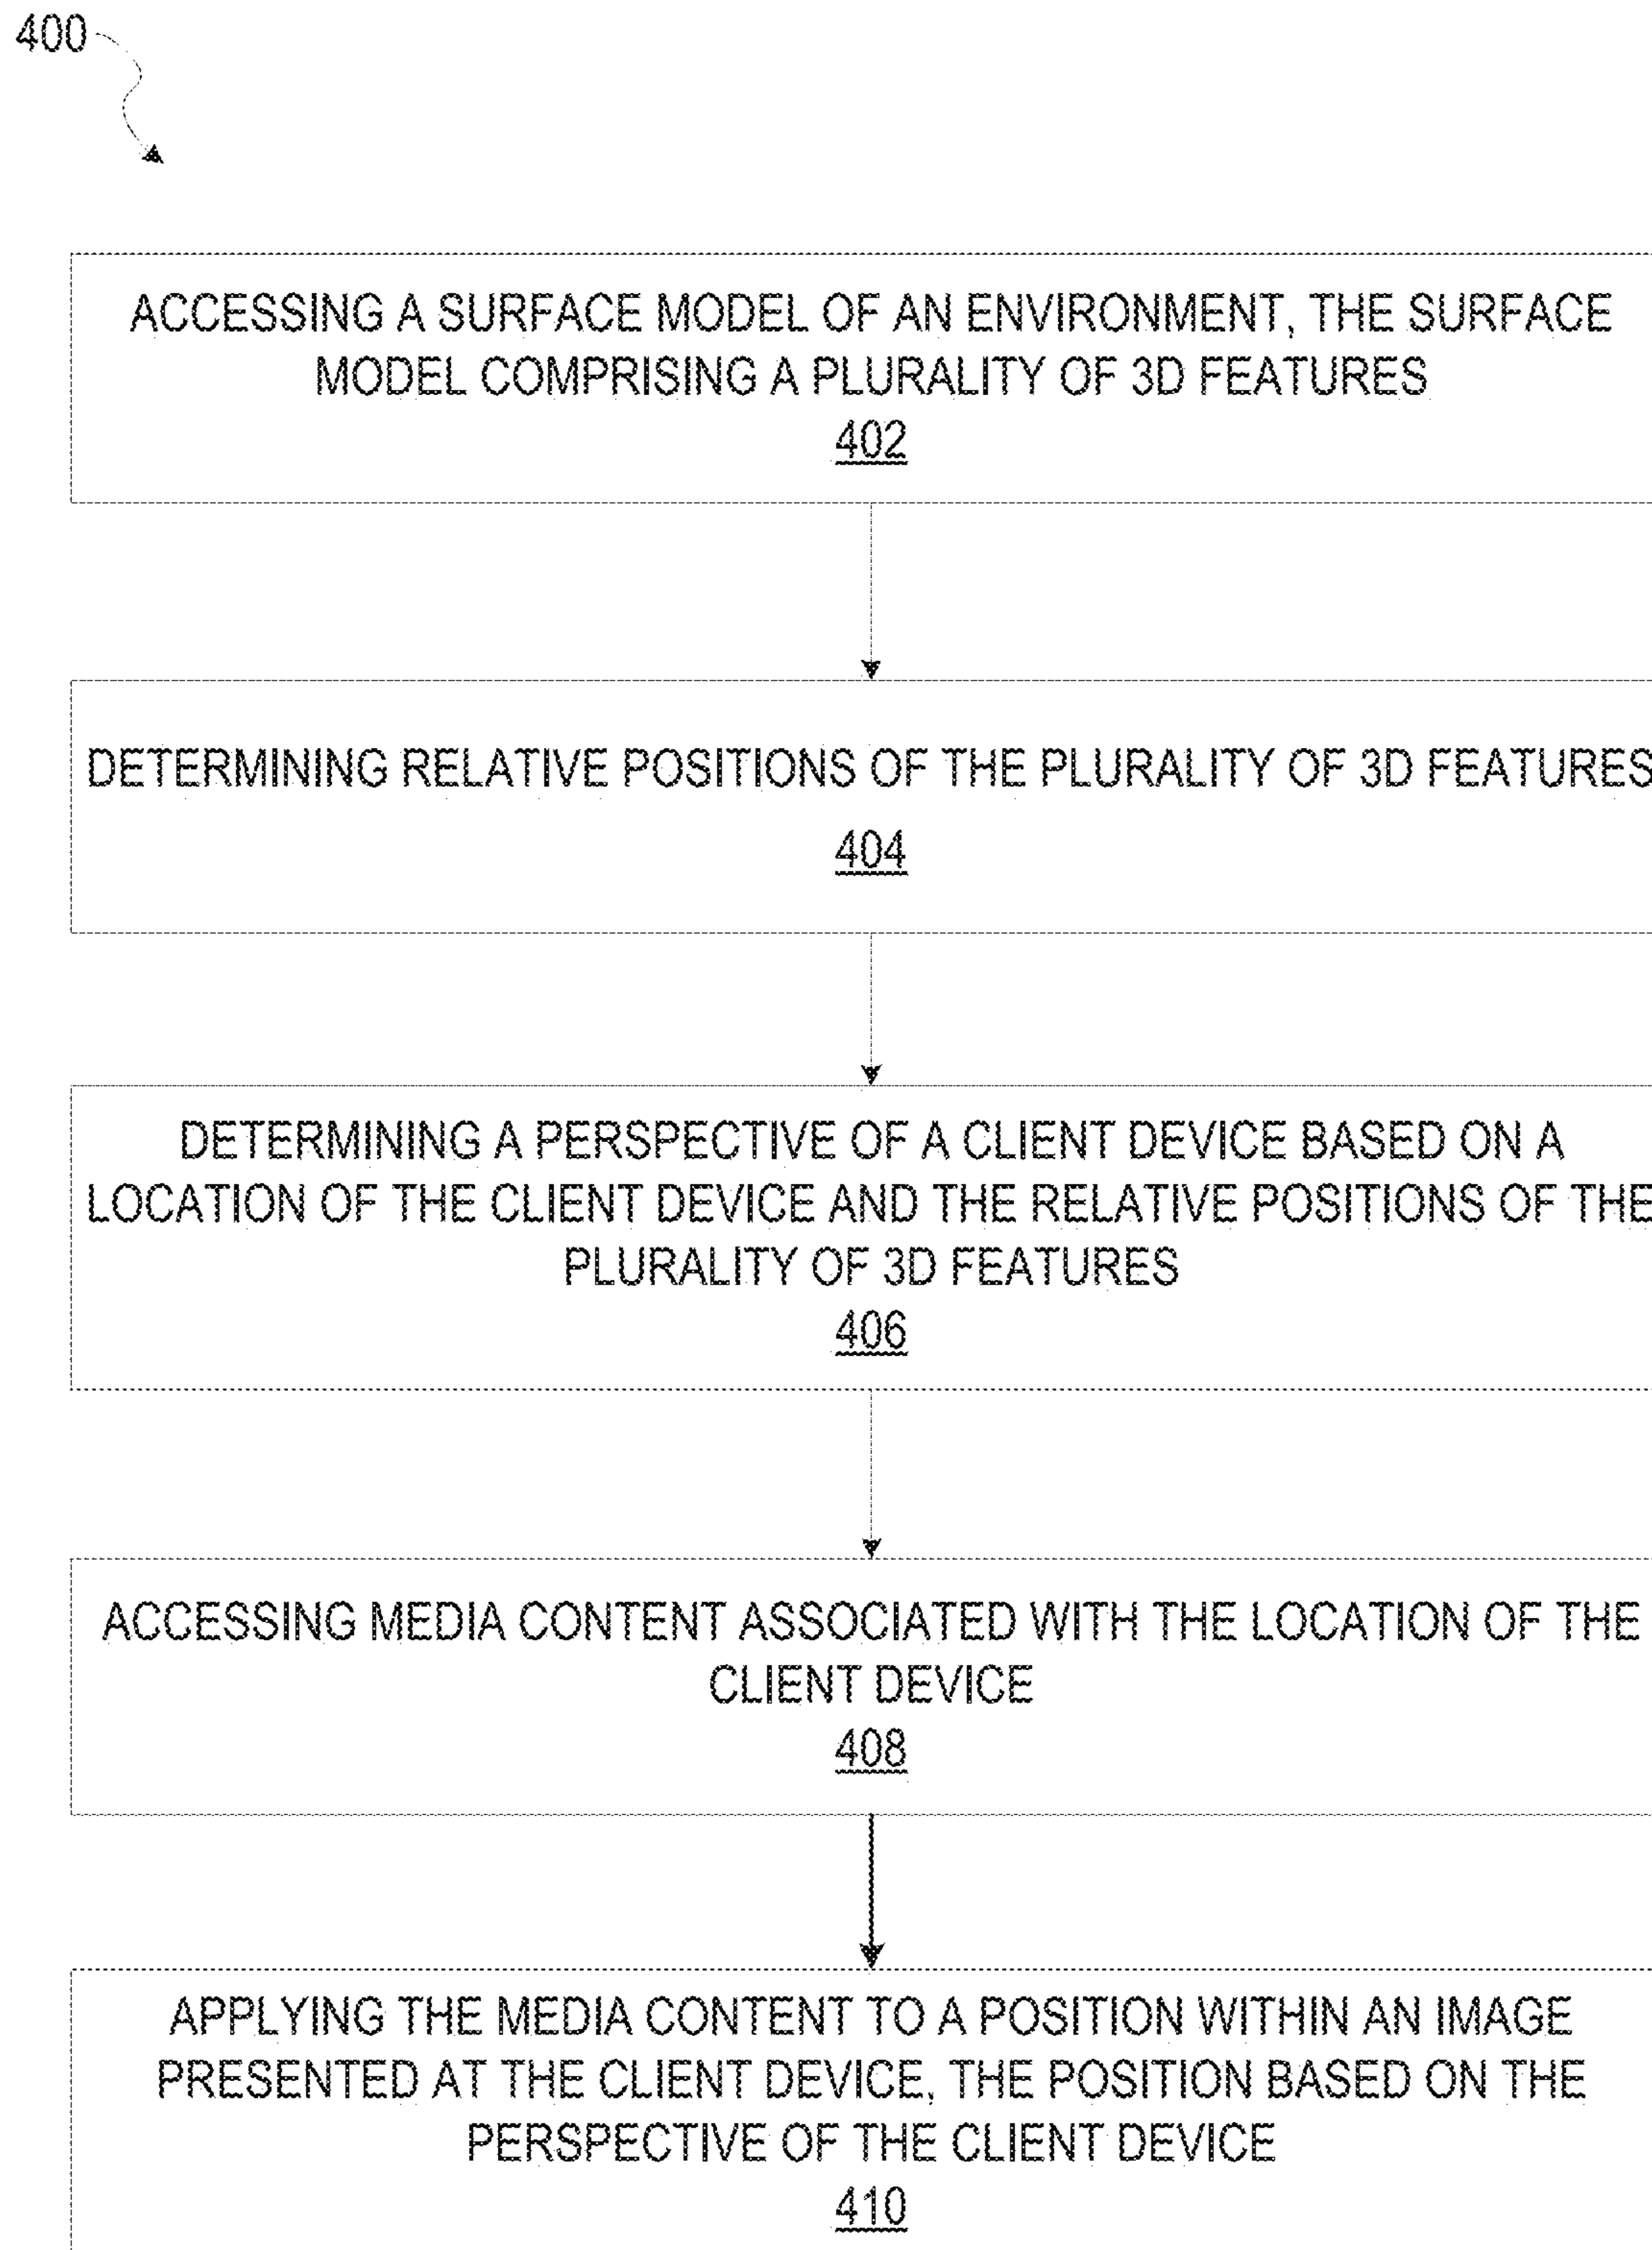 400
ACCESSING A SURFACE MODEL OF AN ENVIRONMENT, THE SURFACE
MODEL COMPRISING A PLURALITY OF 3D FEATURES
402
DETERMINING RELATIVE POSITIONS OF THE PLURALITY OF 3D FEATURES
404
DETERMINING A PERSPECTIVE OF A CLIENT DEVICE BASED ON A
LOCATION OF THE CLIENT DEVICE AND THE RELATIVE POSITIONS OF THE
PLURALITY OF 3D FEATURES
406
ACCESSING MEDIA CONTENT ASSOCIATED WITH THE LOCATION OF THE
CLIENT DEVICE
408
APPLYING THE MEDIA CONTENT TO A POSITION WITHIN AN IMAGE
PRESENTED AT THE CLIENT DEVICE, THE POSITION BASED ON THE
PERSPECTIVE OF THE CLIENT DEVICE
410